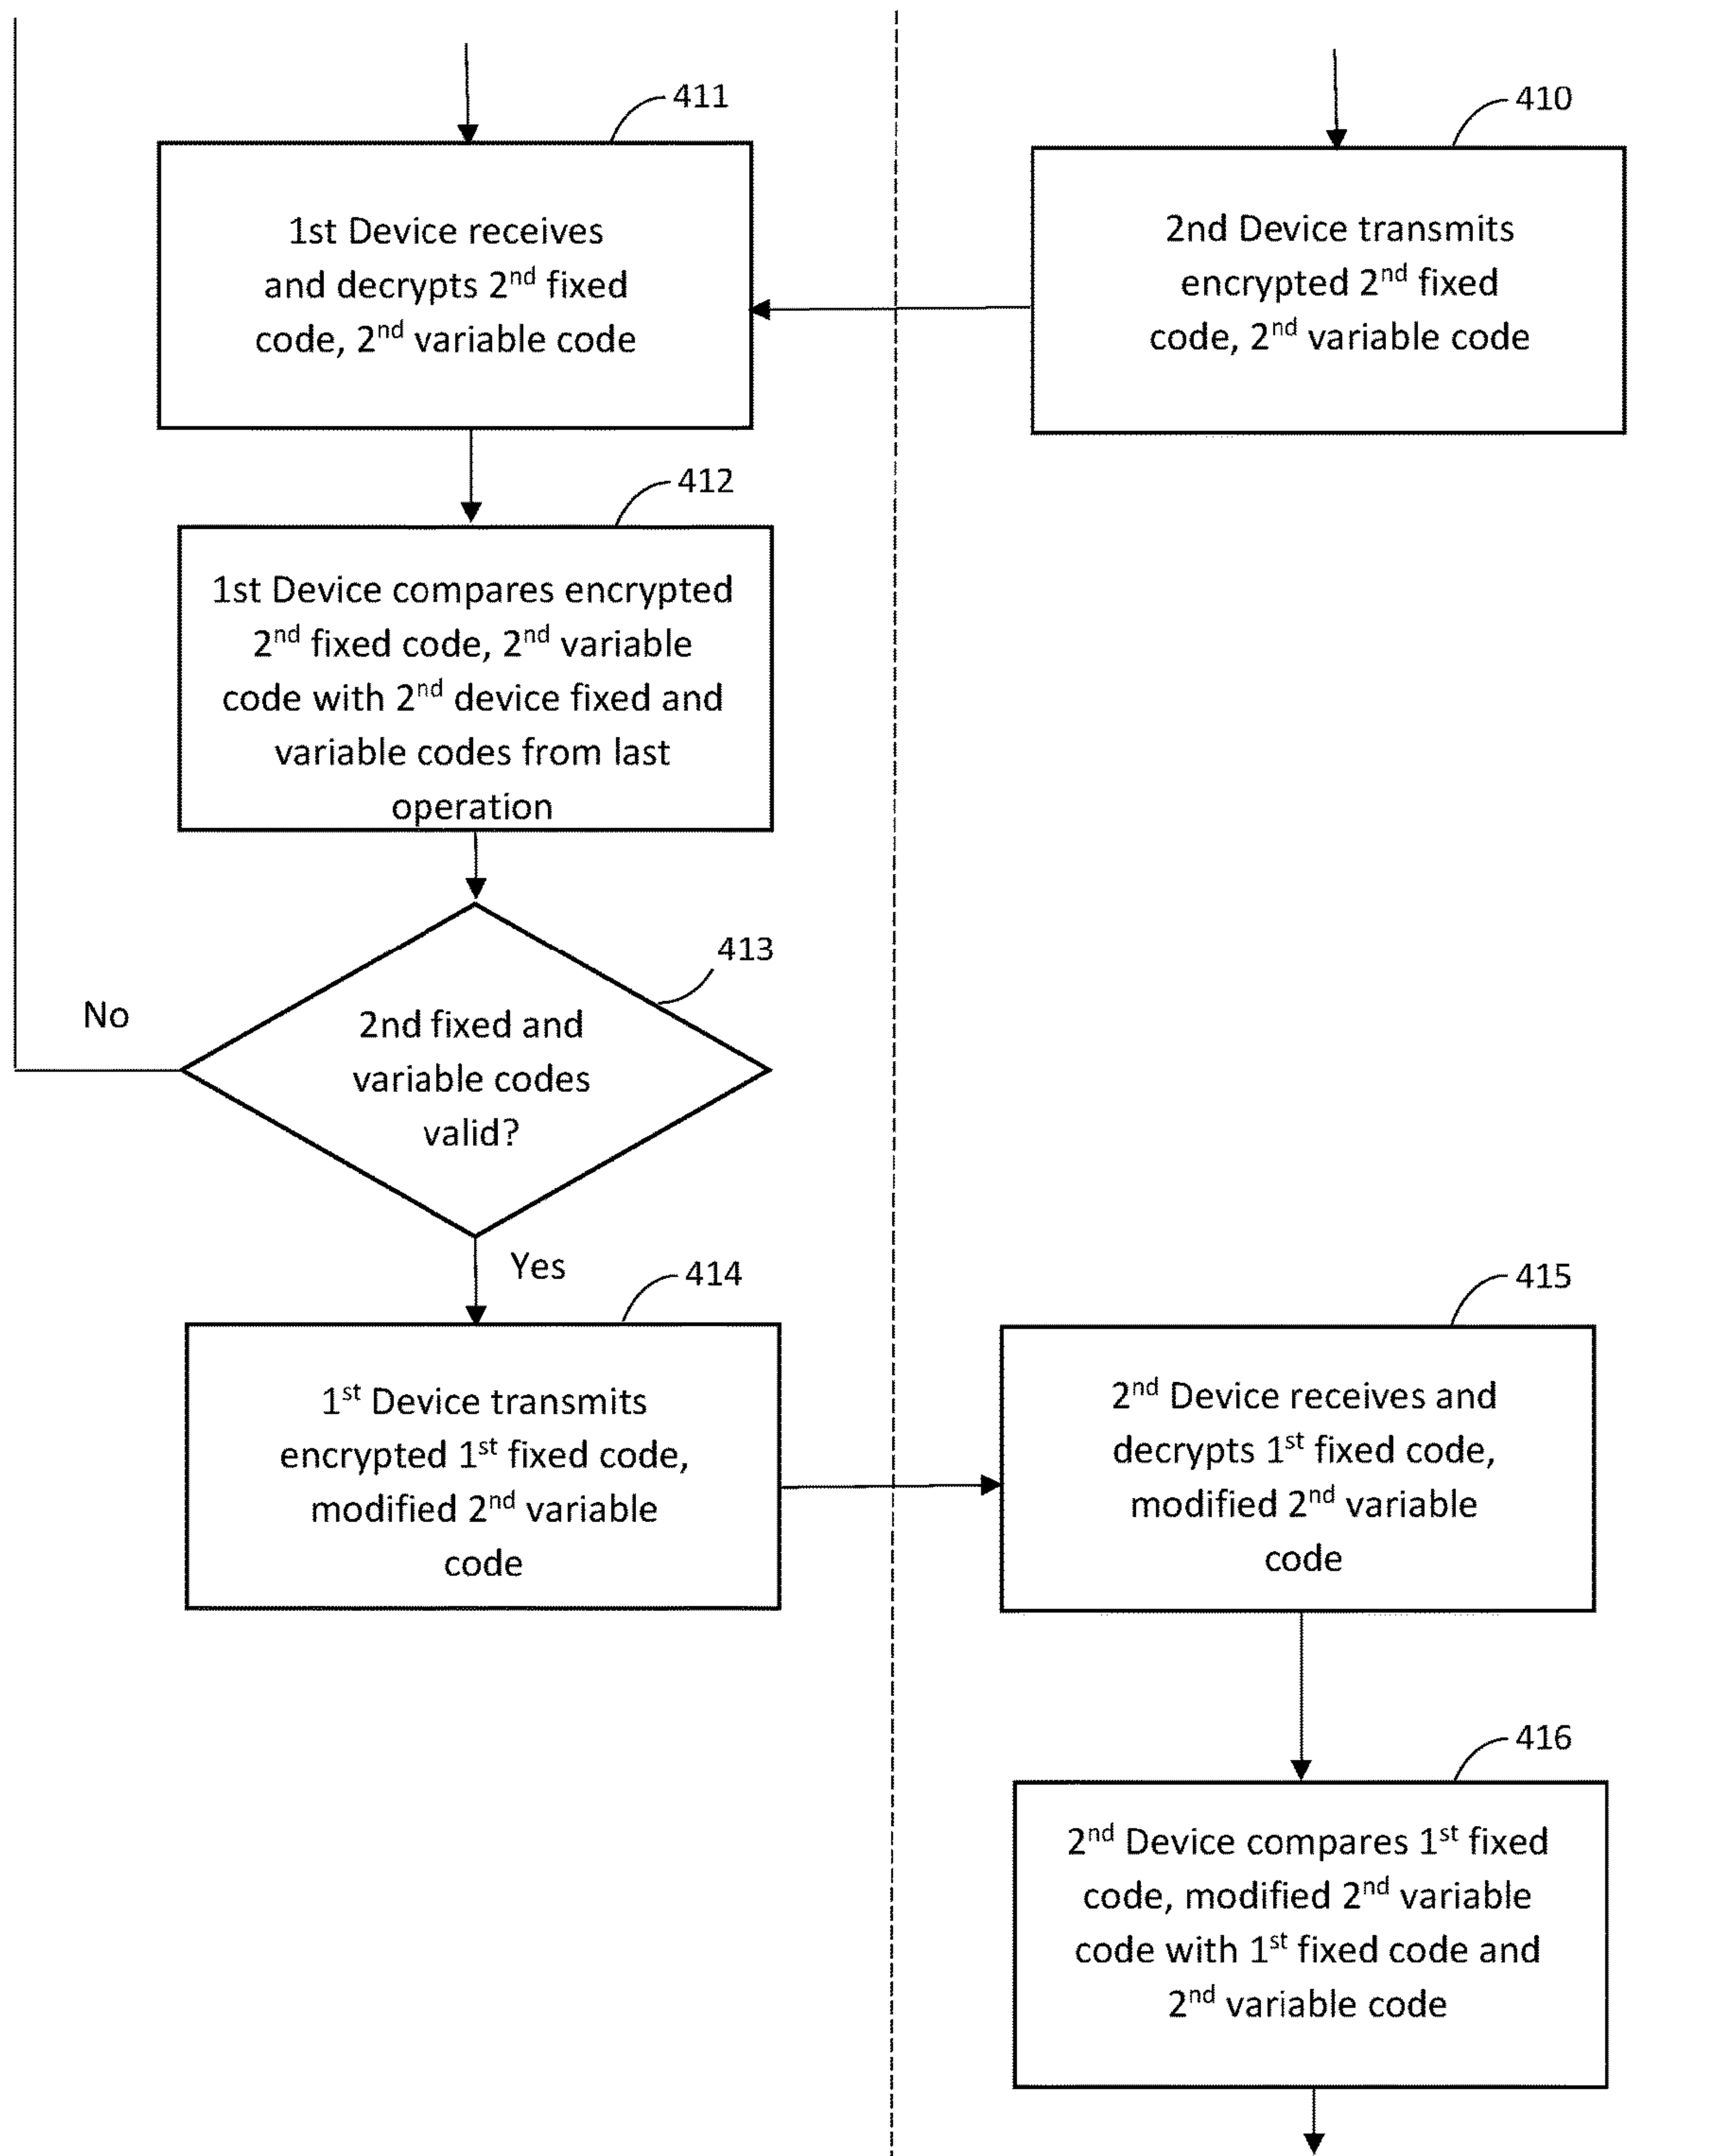 411
1st Device receives
and decrypts 2nd fixed
code, 2nd variable code
410
2nd Device transmits
encrypted 2nd fixed
code, 2nd variable code
412
1st Device compares encrypted
2nd fixed code, 2nd variable
code with 2nd device fixed and
variable codes from last
operation
413
No
2nd fixed and
variable codes
valid?
Yes
414
1st Device transmits
encrypted 1st fixed code,
modified 2nd variable
code
415
2nd Device receives and
decrypts 1st fixed code,
modified 2nd variable
code
416
2nd Device compares 1st fixed
code, modified 2nd variable
code with 1st fixed code and
2nd variable code